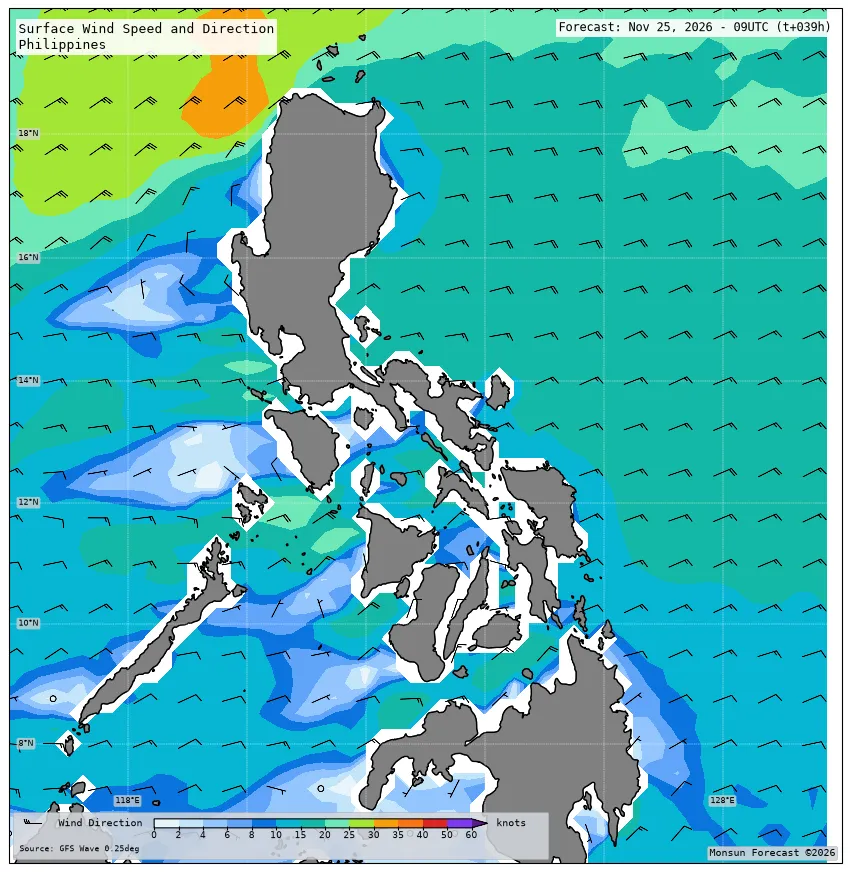 Surface Wind Speed and Direction
Philippines
Forecast: Nov 25, 2026 - 09UTC (t+039h)
18°N
16°N
14°N
12°N
10°N
8°N
118°E
128°E
Wind Direction
knots
0 2 4 6 8 10 15 20 25 30 35 40 50 60
Source: GFS Wave 0.25deg
Monsun Forecast ©2026